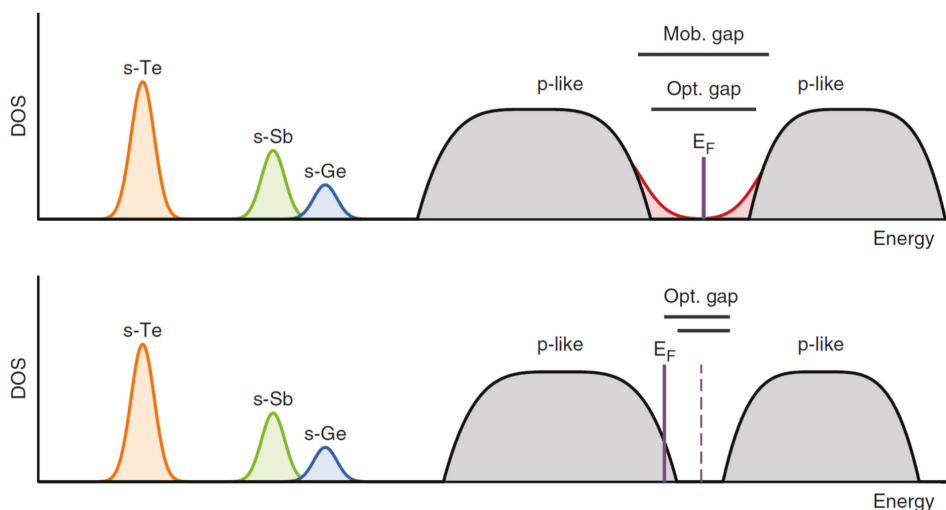 Mob. gap
s-Te
p-like
Opt. gap
p-like
DOS
s-Sb
s-Ge
E_F
Energy
Opt. gap
s-Te
p-like
E_F
p-like
DOS
s-Sb
s-Ge
Energy